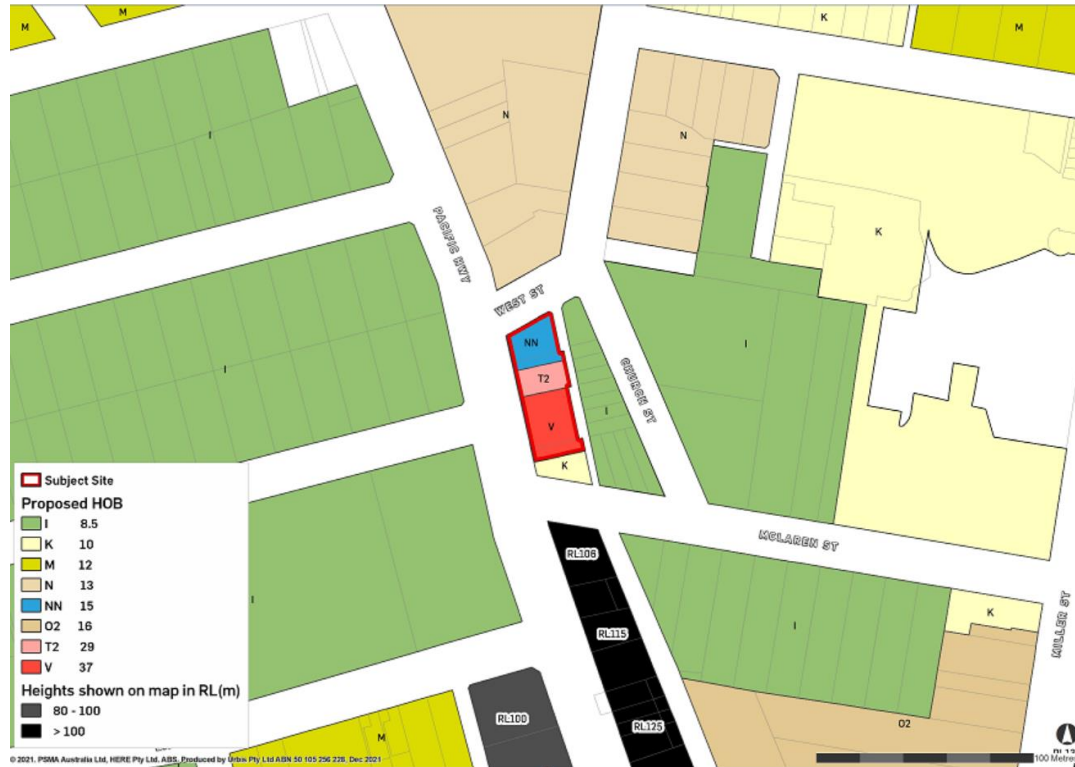 M
M
K
M
I
N
N
K
PACIFIC HWY
WEST ST
NN
T2
V
K
I
CHURCH ST
I
I
MCLAREN ST
RL108
RL115
RL125
RL100
I
K
MILLER ST
O2
I
M
Subject Site
Proposed HOB
I 8.5
K 10
M 12
N 13
NN 15
O2 16
T2 29
V 37
Heights shown on map in RL(m)
80 - 100
> 100
100 Metres
© 2021. PSMA Australia Ltd, HERE Pty Ltd. ABS. Produced by Urbis Pty Ltd ABN 50 105 256 228, Dec 2021